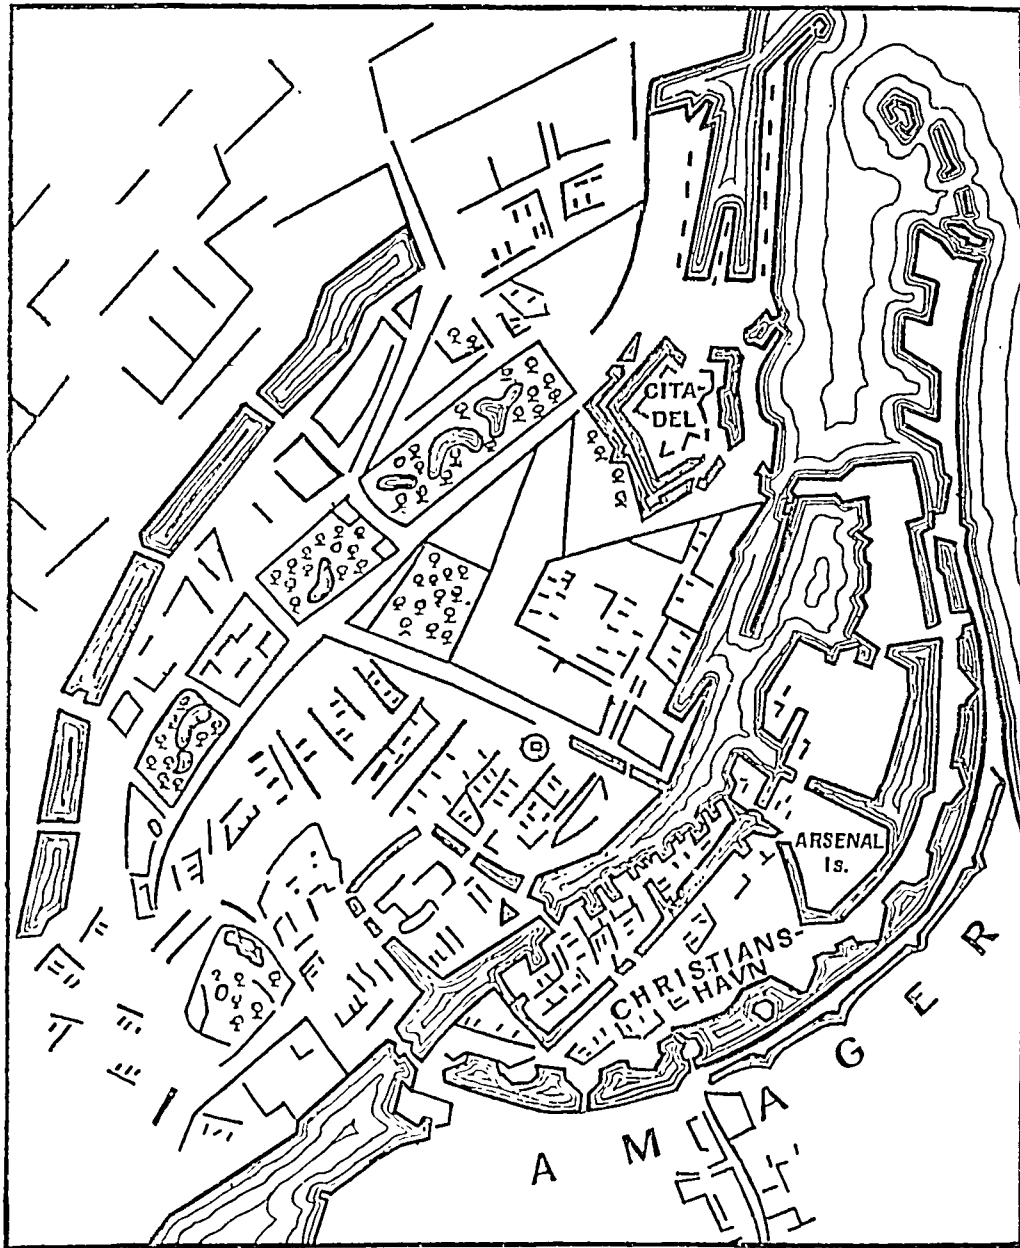 CITA-
DEL
ARSENAL
Is.
CHRISTIANS-
HAVN
AMAGER